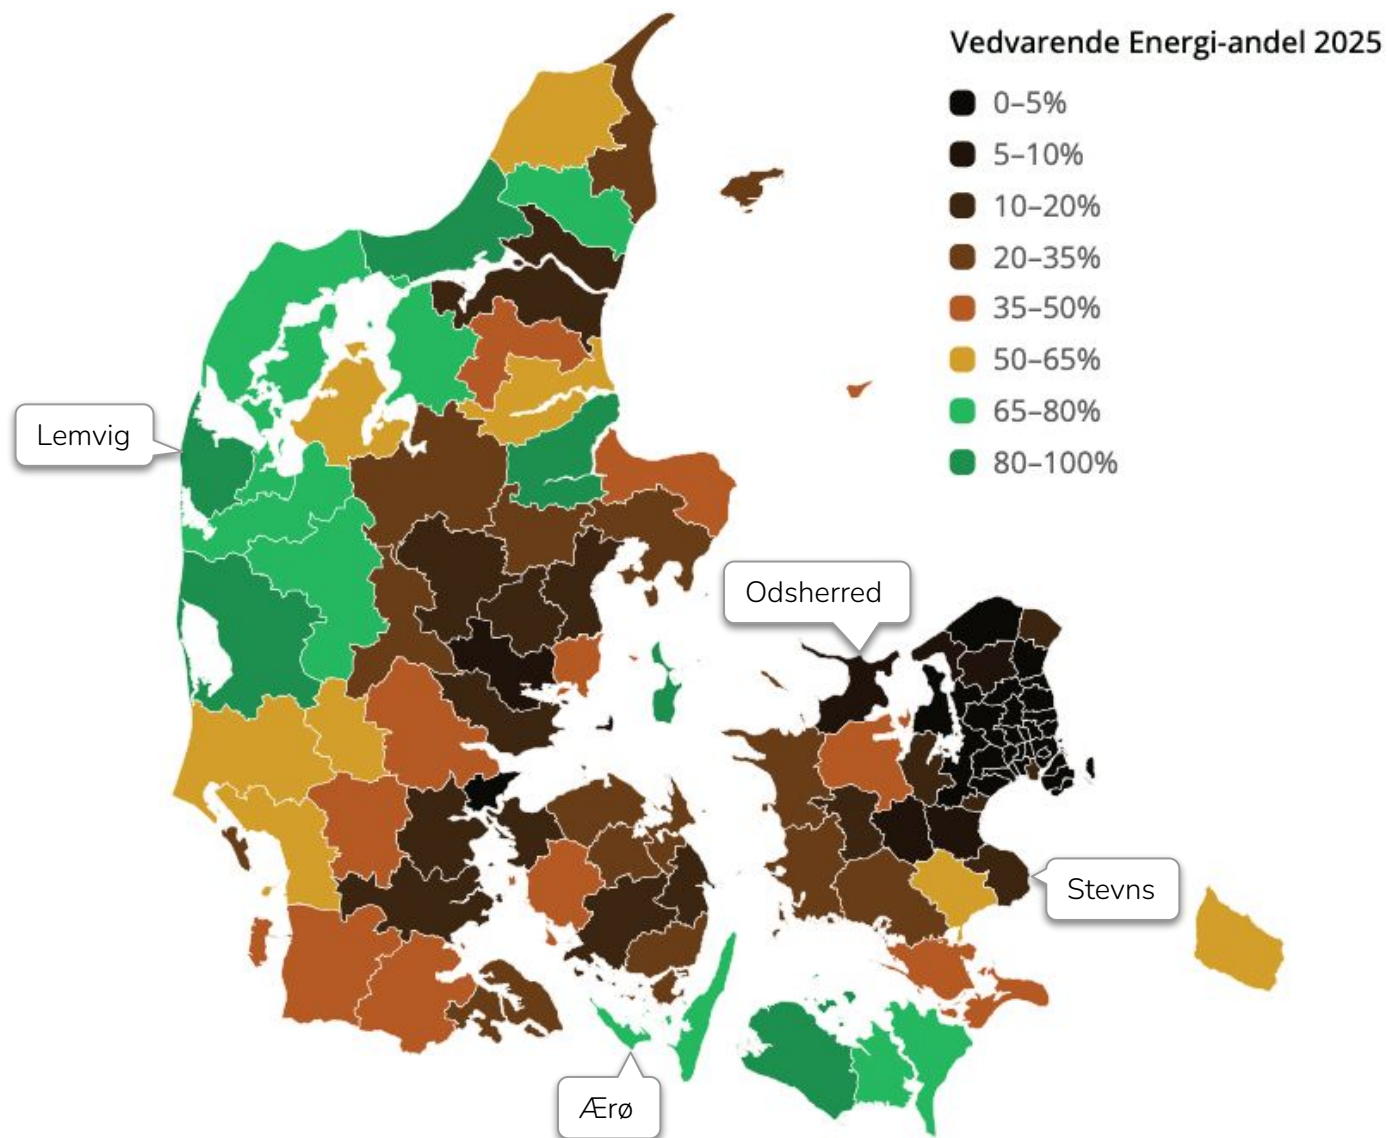 Vedvarende Energi-andel 2025
0–5%
5–10%
10–20%
20–35%
35–50%
50–65%
65–80%
80–100%
Lemvig
Odsherred
Stevns
Ærø